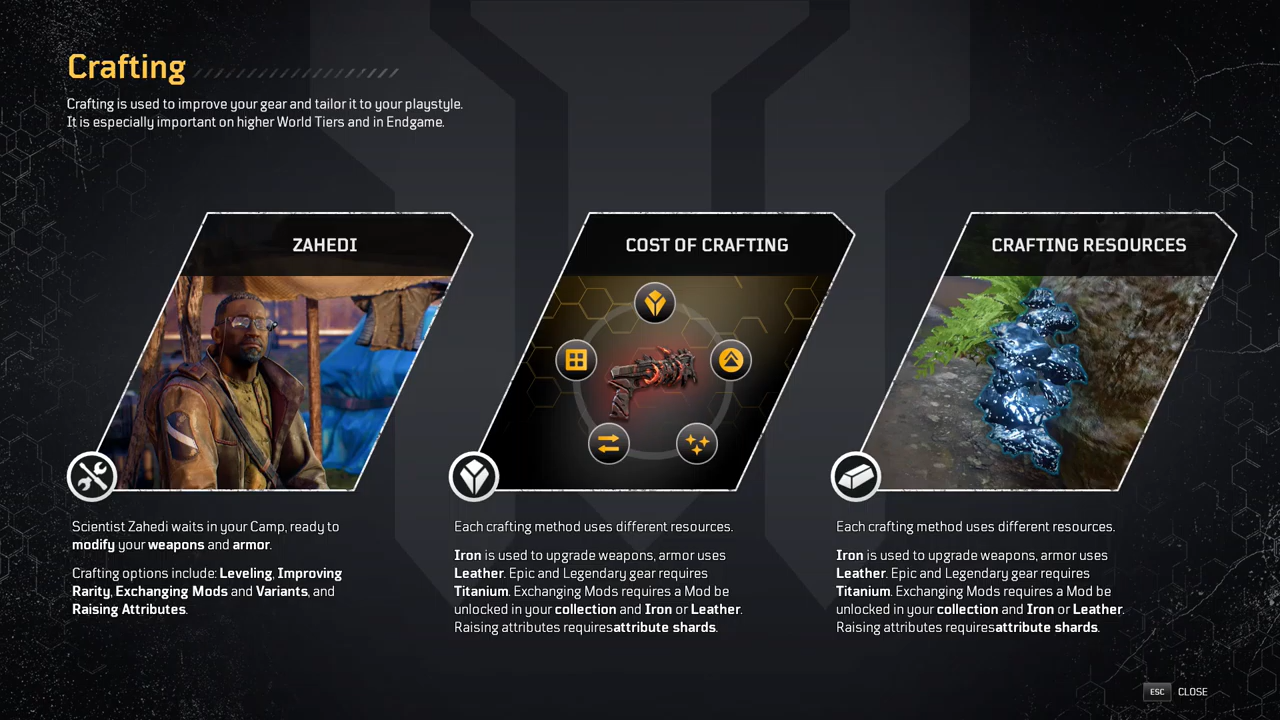 Crafting
Crafting is used to improve your gear and tailor it to your playstyle.
It is especially important on higher World Tiers and in Endgame.
ZAHEDI
Scientist Zahedi waits in your Camp, ready to
modify your weapons and armor.
Crafting options include: Leveling, Improving
Rarity, Exchanging Mods and Variants, and
Raising Attributes.
COST OF CRAFTING
Each crafting method uses different resources.
Iron is used to upgrade weapons, armor uses
Leather. Epic and Legendary gear requires
Titanium. Exchanging Mods requires a Mod be
unlocked in your collection and Iron or Leather.
Raising attributes requiresattribute shards.
CRAFTING RESOURCES
Each crafting method uses different resources.
Iron is used to upgrade weapons, armor uses
Leather. Epic and Legendary gear requires
Titanium. Exchanging Mods requires a Mod be
unlocked in your collection and Iron or Leather.
Raising attributes requiresattribute shards.
ESC CLOSE